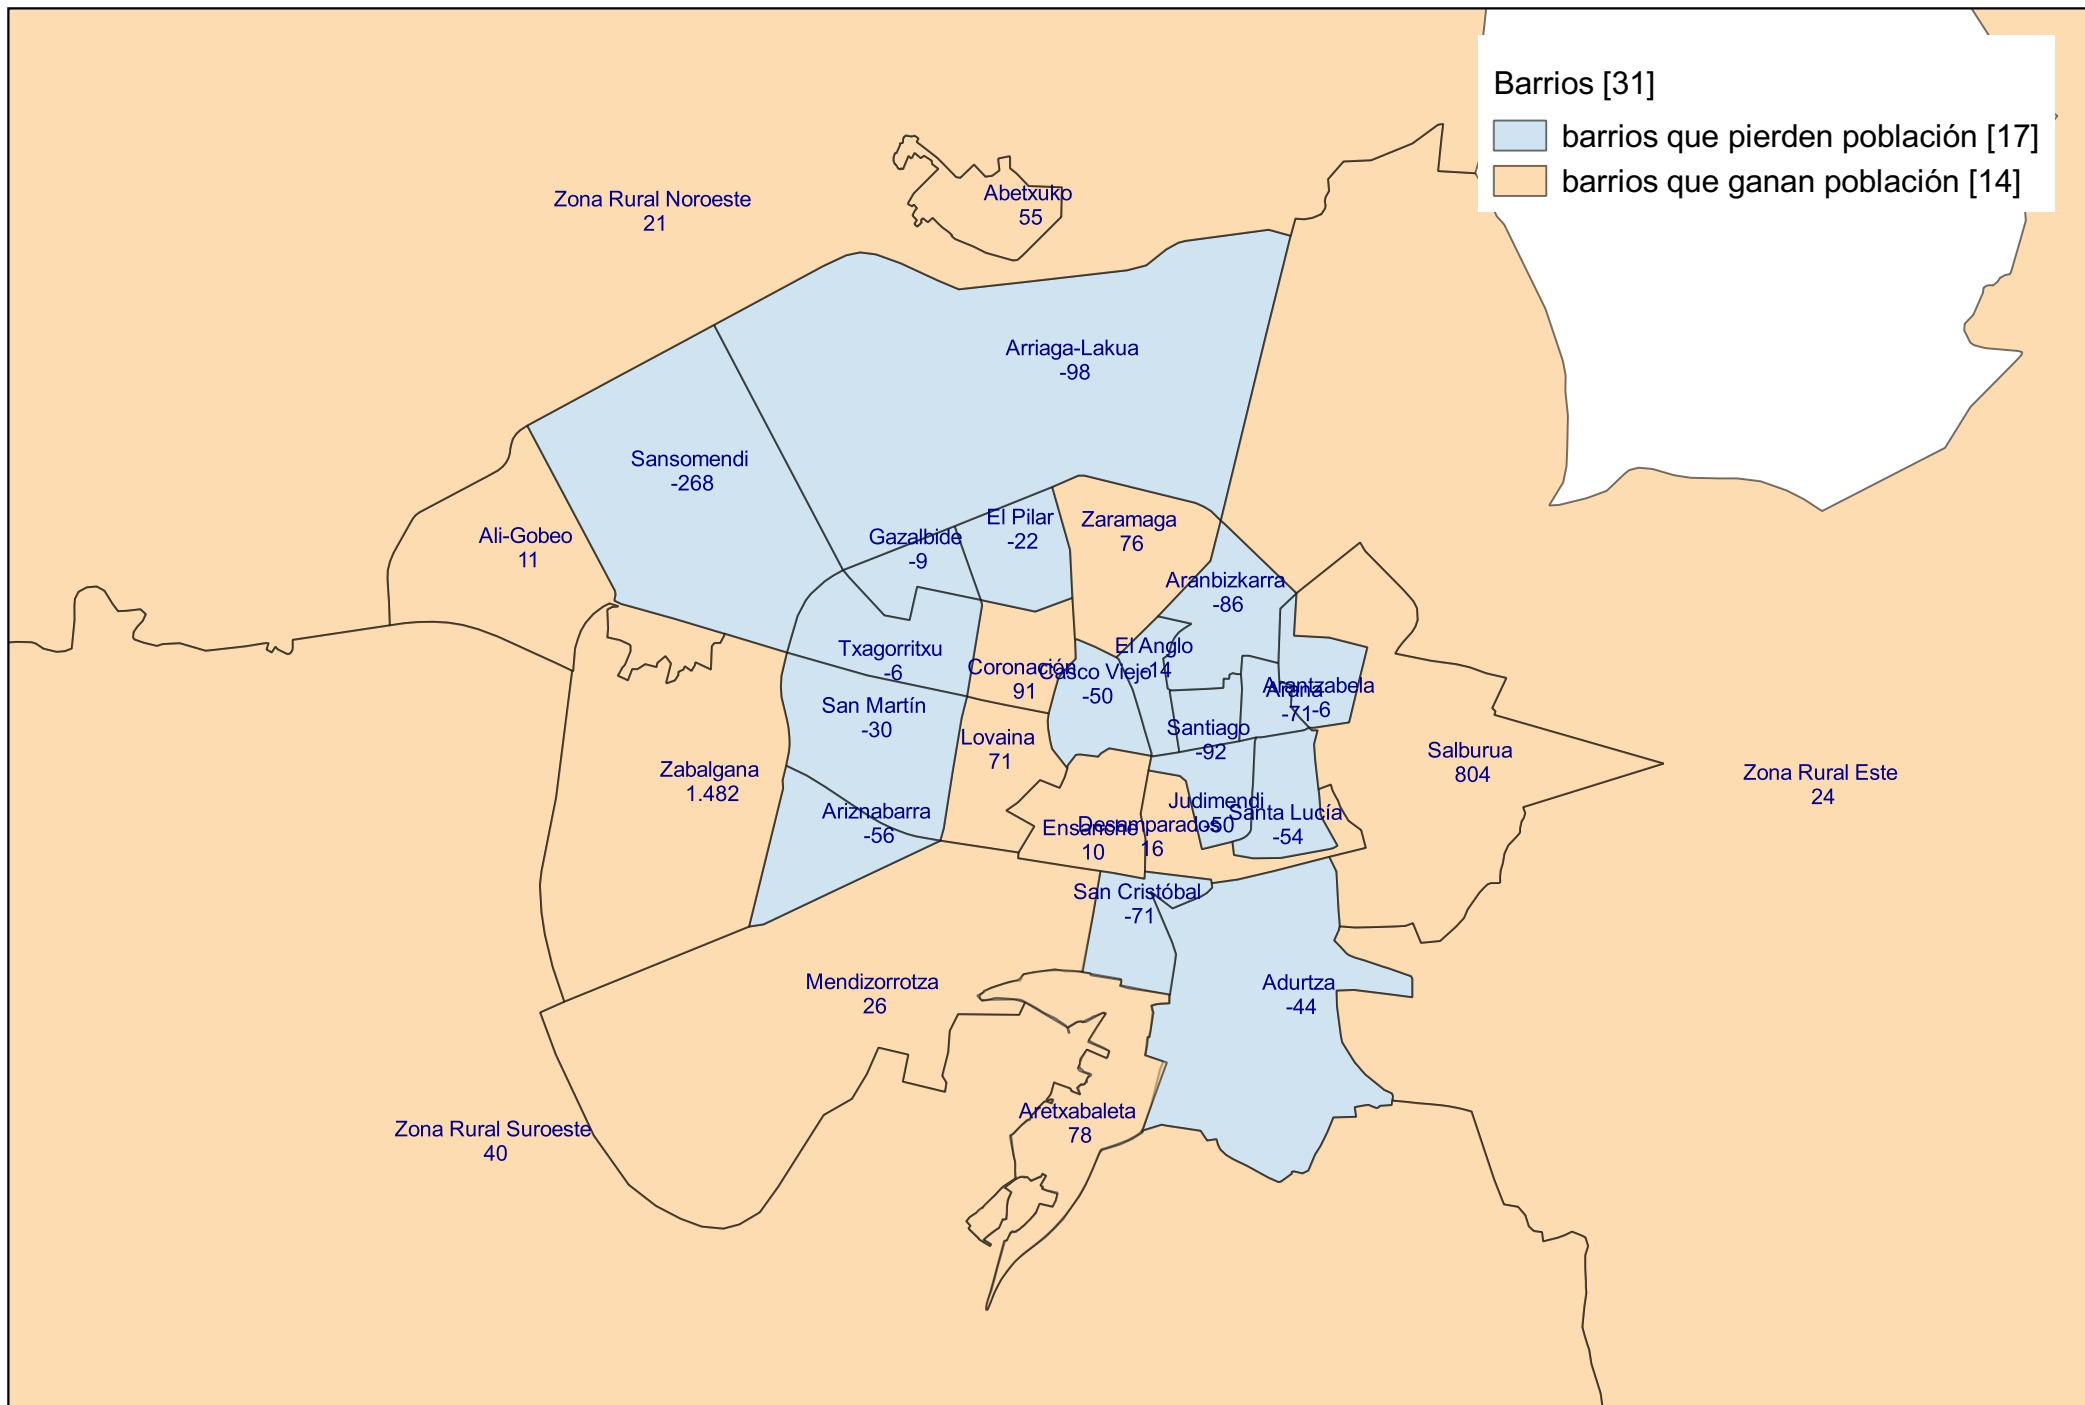 Barrios [31]
barrios que pierden población [17]
barrios que ganan población [14]
Zona Rural Noroeste
21
Abetxuko
55
Arriaga-Lakua
-98
Sansomendi
-268
Ali-Gobeo
11
Gazalbide
-9
El Pilar
-22
Zaramaga
76
Aranbizkarra
-86
El Anglo
-14
Txagorritxu
-6
Coronación
91
Casco Viejo
-50
Arana
-71
Arantzabela
-6
San Martín
-30
Lovaina
71
Santiago
-92
Salburua
804
Zona Rural Este
24
Zabalgana
1.482
Ariznabarra
-56
Ensanche
10
Desamparados
16
Judimendi
-50
Santa Lucía
-54
San Cristóbal
-71
Mendizorrotza
26
Adurtza
-44
Aretxabaleta
78
Zona Rural Suroeste
40